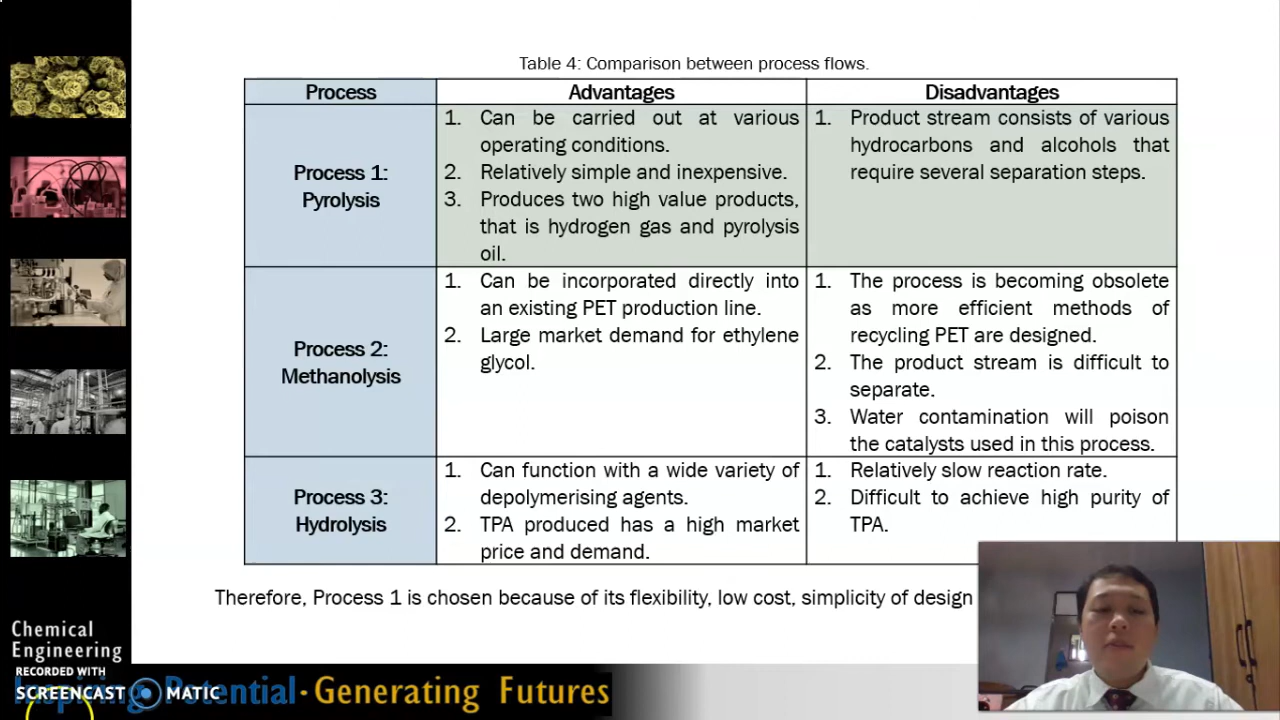 Table 4: Comparison between process flows.
Process
Advantages
Disadvantages
Process 1:
Pyrolysis
1. Can be carried out at various
operating conditions.
2. Relatively simple and inexpensive.
3. Produces two high value products,
that is hydrogen gas and pyrolysis
oil.
1. Product stream consists of various
hydrocarbons and alcohols that
require several separation steps.
Process 2:
Methanolysis
1. Can be incorporated directly into
an existing PET production line.
2. Large market demand for ethylene
glycol.
1. The process is becoming obsolete
as more efficient methods of
recycling PET are designed.
2. The product stream is difficult to
separate.
3. Water contamination will poison
the catalysts used in this process.
Process 3:
Hydrolysis
1. Can function with a wide variety of
depolymerising agents.
2. TPA produced has a high market
price and demand.
1. Relatively slow reaction rate.
2. Difficult to achieve high purity of
TPA.
Therefore, Process 1 is chosen because of its flexibility, low cost, simplicity of design
Chemical
Engineering
RECORDED WITH
SCREENCAST MATIC
Inspiring Potential · Generating Futures